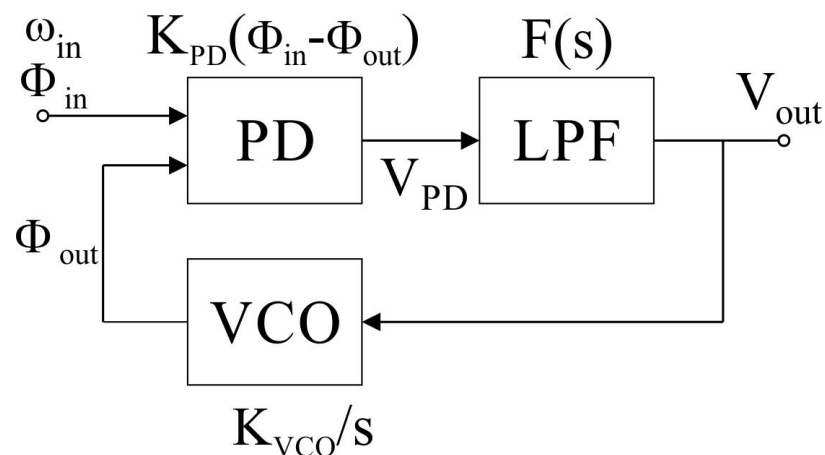 ω_in
Φ_in
K_PD(Φ_in-Φ_out)
F(s)
V_out
PD
V_PD
LPF
Φ_out
VCO
K_VCO/s